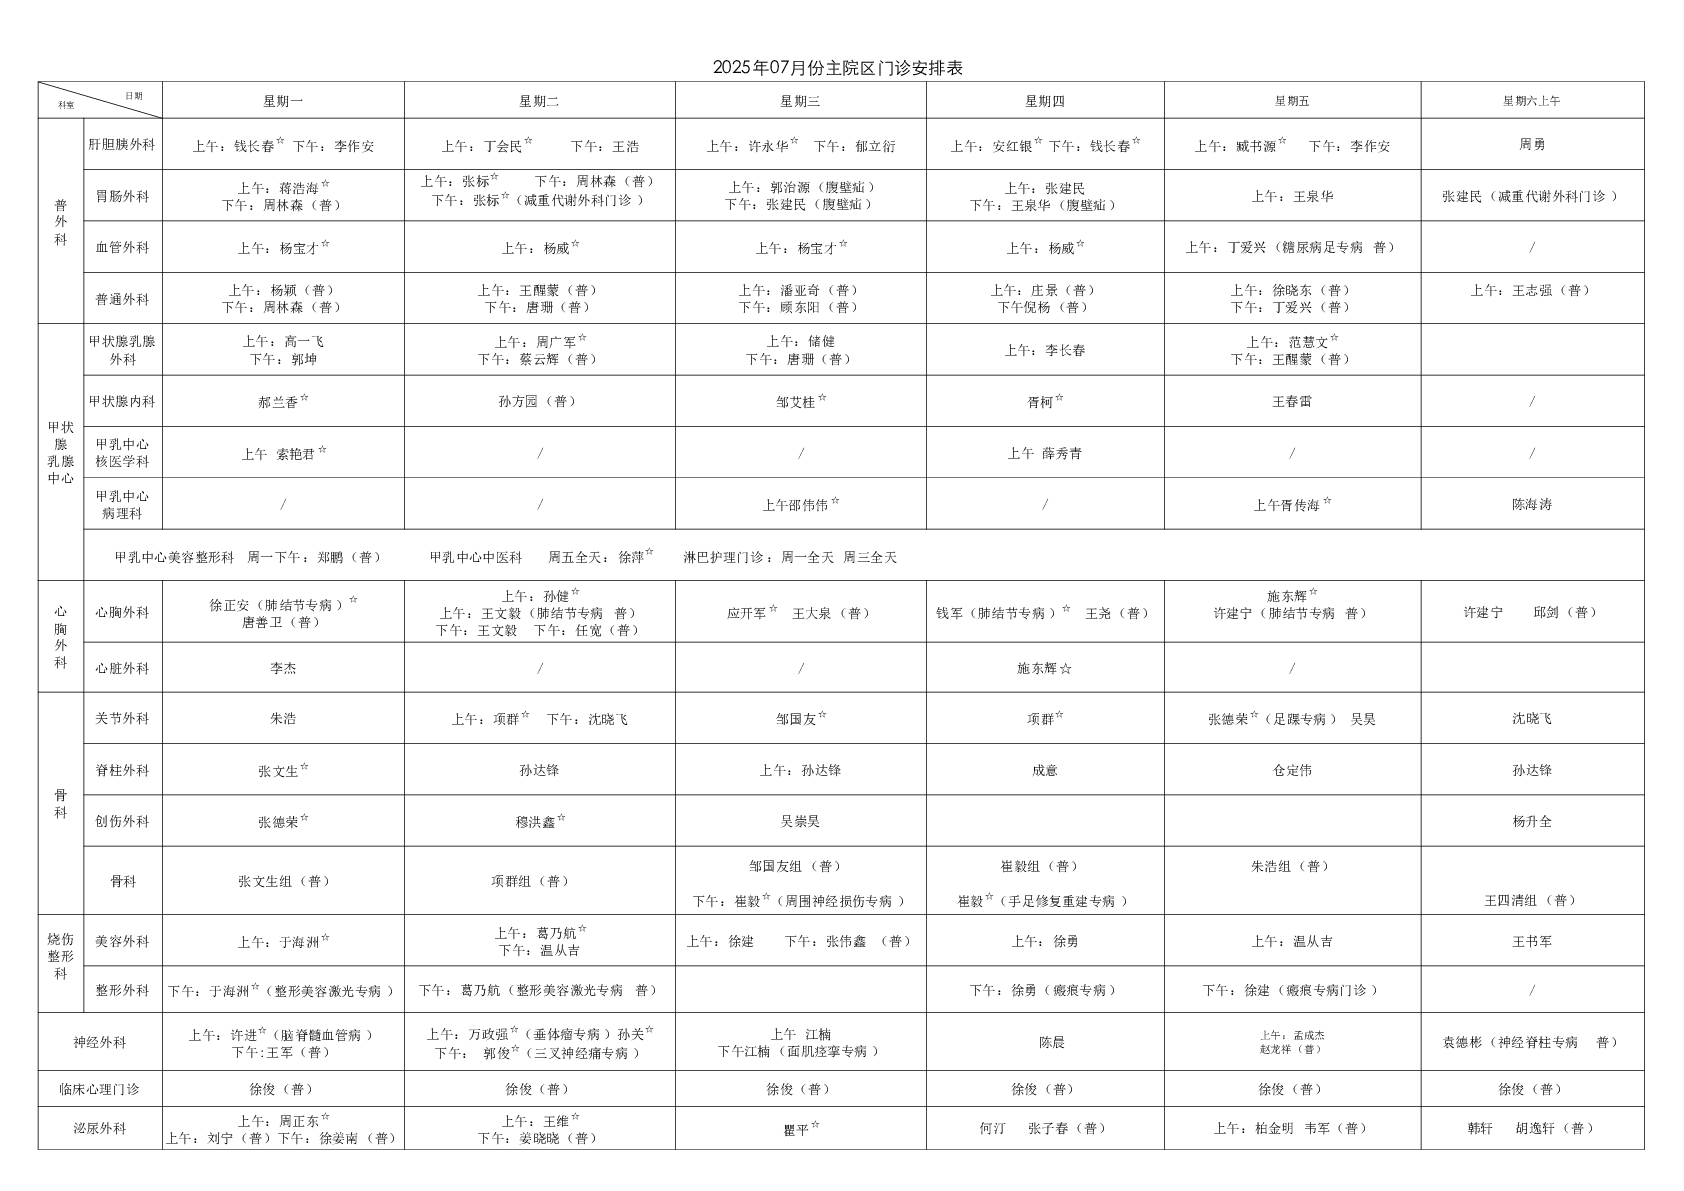 2025年07月份主院区门诊安排表
日期
科室
星期一 星期二 星期三 星期四 星期五 星期六上午
普外科
肝胆胰外科 上午：钱长春☆ 下午：李作安 上午：丁会民☆ 下午：王浩 上午：许永华☆ 下午：郁立衍 上午：安红银☆ 下午：钱长春☆ 上午：臧书源☆ 下午：李作安 周勇
胃肠外科
上午：蒋浩海☆
下午：周林森（普）
上午：张标☆ 下午：周林森（普）
下午：张标☆（减重代谢外科门诊）
上午：郭治源（腹壁疝）
下午：张建民（腹壁疝）
上午：张建民
下午：王泉华（腹壁疝）
上午：王泉华
张建民（减重代谢外科门诊）
血管外科 上午：杨宝才☆ 上午：杨威☆ 上午：杨宝才☆ 上午：杨威☆ 上午：丁爱兴（糖尿病足专病 普） /
普通外科
上午：杨颖（普）
下午：周林森（普）
上午：王醒蒙（普）
下午：唐珊（普）
上午：潘亚奇（普）
下午：顾东阳（普）
上午：庄景（普）
下午倪杨（普）
上午：徐晓东（普）
下午：丁爱兴（普）
上午：王志强（普）
甲状
腺
乳腺
中心
甲状腺乳腺
外科
上午：高一飞
下午：郭坤
上午：周广军☆
下午：蔡云辉（普）
上午：储健
下午：唐珊（普）
上午：李长春
上午：范慧文☆
下午：王醒蒙（普）
甲状腺内科 郝兰香☆ 孙方园（普） 邹艾桂☆ 胥柯☆ 王春雷 /
甲乳中心
核医学科
上午 索艳君☆ / / 上午 薛秀青 / /
甲乳中心
病理科
/ / 上午邵伟伟☆ / 上午胥传海☆ 陈海涛
甲乳中心美容整形科 周一下午：郑鹏（普） 甲乳中心中医科 周五全天：徐萍☆ 淋巴护理门诊：周一全天 周三全天
心
胸
外
科
心胸外科
徐正安（肺结节专病）☆
唐善卫（普）
上午：孙健☆
上午：王文毅（肺结节专病 普）
下午：王文毅 下午：任宽（普）
应开军☆ 王大泉（普）
钱军（肺结节专病）☆ 王尧（普）
施东辉☆
许建宁（肺结节专病 普）
许建宁 邱剑（普）
心脏外科 李杰 / / 施东辉☆ /
骨
科
关节外科 朱浩 上午：项群☆ 下午：沈晓飞 邹国友☆ 项群☆ 张德荣☆（足踝专病） 吴昊 沈晓飞
脊柱外科 张文生☆ 孙达锋 上午：孙达锋 成意 仓定伟 孙达锋
创伤外科 张德荣☆ 穆洪鑫☆ 吴崇昊 杨升全
骨科 张文生组（普） 项群组（普）
邹国友组（普）
下午：崔毅☆（周围神经损伤专病）
崔毅组（普）
崔毅☆（手足修复重建专病）
朱浩组（普）
王四清组（普）
烧伤
整形
科
美容外科 上午：于海洲☆
上午：葛乃航☆
下午：温从吉
上午：徐建 下午：张伟鑫（普） 上午：徐勇 上午：温从吉 王书军
整形外科 下午：于海洲☆（整形美容激光专病） 下午：葛乃航（整形美容激光专病 普） 下午：徐勇（瘢痕专病） 下午：徐建（瘢痕专病门诊） /
神经外科
上午：许进☆（脑脊髓血管病）
下午:王军（普）
上午：万政强☆（垂体瘤专病）孙关☆
下午： 郭俊☆（三叉神经痛专病）
上午 江楠
下午江楠（面肌痉挛专病）
陈晨
上午：孟成杰
赵龙祥（普）
袁德彬（神经脊柱专病 普）
临床心理门诊 徐俊（普） 徐俊（普） 徐俊（普） 徐俊（普） 徐俊（普） 徐俊（普）
泌尿外科
上午：周正东☆
上午：刘宁（普）下午：徐姜南（普）
上午：王维☆
下午：姜晓晓（普）
瞿平☆
何汀 张子春（普）
上午：柏金明 韦军（普）
韩轩 胡逸轩（普）